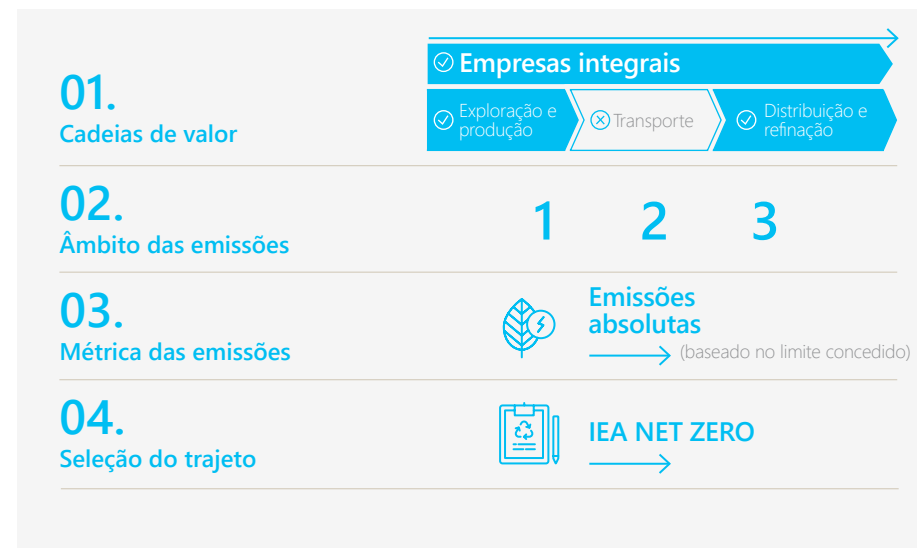 01.
Cadeias de valor
Empresas integrais
Exploração e
produção
Transporte
Distribuição e
refinação
02.
Âmbito das emissões
1 2 3
03.
Métrica das emissões
Emissões
absolutas
(baseado no limite concedido)
04.
Seleção do trajeto
IEA NET ZERO